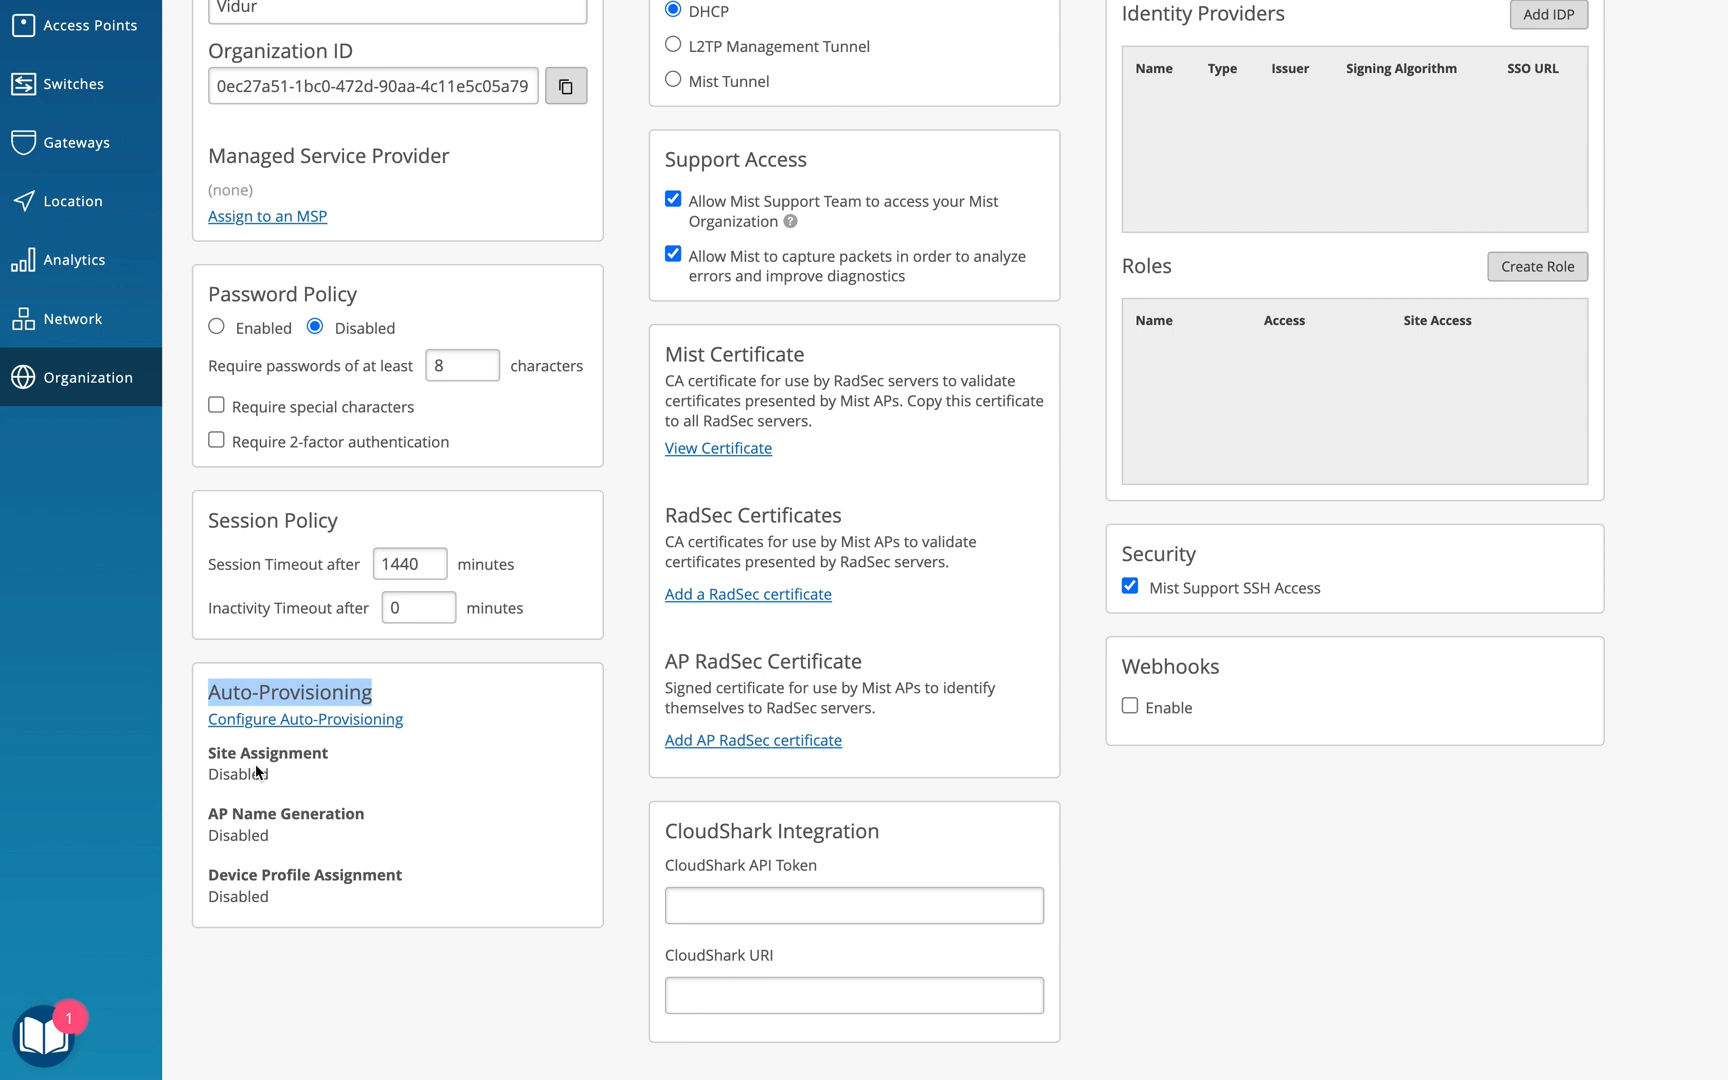 Access Points
Switches
Gateways
Location
Analytics
Network
Organization
1
Vidur
Organization ID
0ec27a51-1bc0-472d-90aa-4c11e5c05a79
Managed Service Provider
(none)
Assign to an MSP
Password Policy
Enabled Disabled
Require passwords of at least 8 characters
Require special characters
Require 2-factor authentication
Session Policy
Session Timeout after 1440 minutes
Inactivity Timeout after 0 minutes
Auto-Provisioning
Configure Auto-Provisioning
Site Assignment
Disabled
AP Name Generation
Disabled
Device Profile Assignment
Disabled
DHCP
L2TP Management Tunnel
Mist Tunnel
Support Access
Allow Mist Support Team to access your Mist
Organization ?
Allow Mist to capture packets in order to analyze
errors and improve diagnostics
Mist Certificate
CA certificate for use by RadSec servers to validate
certificates presented by Mist APs. Copy this certificate
to all RadSec servers.
View Certificate
RadSec Certificates
CA certificates for use by Mist APs to validate
certificates presented by RadSec servers.
Add a RadSec certificate
AP RadSec Certificate
Signed certificate for use by Mist APs to identify
themselves to RadSec servers.
Add AP RadSec certificate
CloudShark Integration
CloudShark API Token
CloudShark URI
Identity Providers Add IDP
Name Type Issuer Signing Algorithm SSO URL
Roles Create Role
Name Access Site Access
Security
Mist Support SSH Access
Webhooks
Enable